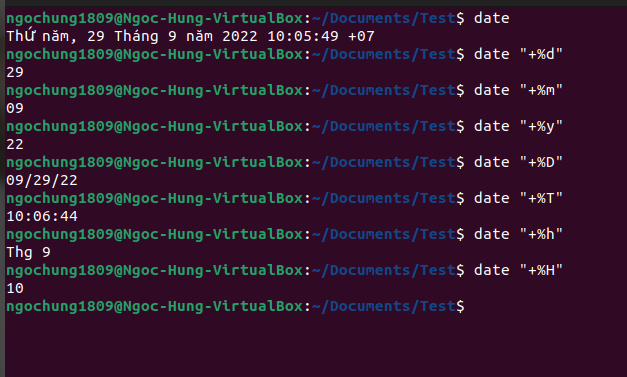 ngochung1809@Ngoc-Hung-VirtualBox:~/Documents/Test$ date
Thứ năm, 29 Tháng 9 năm 2022 10:05:49 +07
ngochung1809@Ngoc-Hung-VirtualBox:~/Documents/Test$ date "+%d"
29
ngochung1809@Ngoc-Hung-VirtualBox:~/Documents/Test$ date "+%m"
09
ngochung1809@Ngoc-Hung-VirtualBox:~/Documents/Test$ date "+%y"
22
ngochung1809@Ngoc-Hung-VirtualBox:~/Documents/Test$ date "+%D"
09/29/22
ngochung1809@Ngoc-Hung-VirtualBox:~/Documents/Test$ date "+%T"
10:06:44
ngochung1809@Ngoc-Hung-VirtualBox:~/Documents/Test$ date "+%h"
Thg 9
ngochung1809@Ngoc-Hung-VirtualBox:~/Documents/Test$ date "+%H"
10
ngochung1809@Ngoc-Hung-VirtualBox:~/Documents/Test$